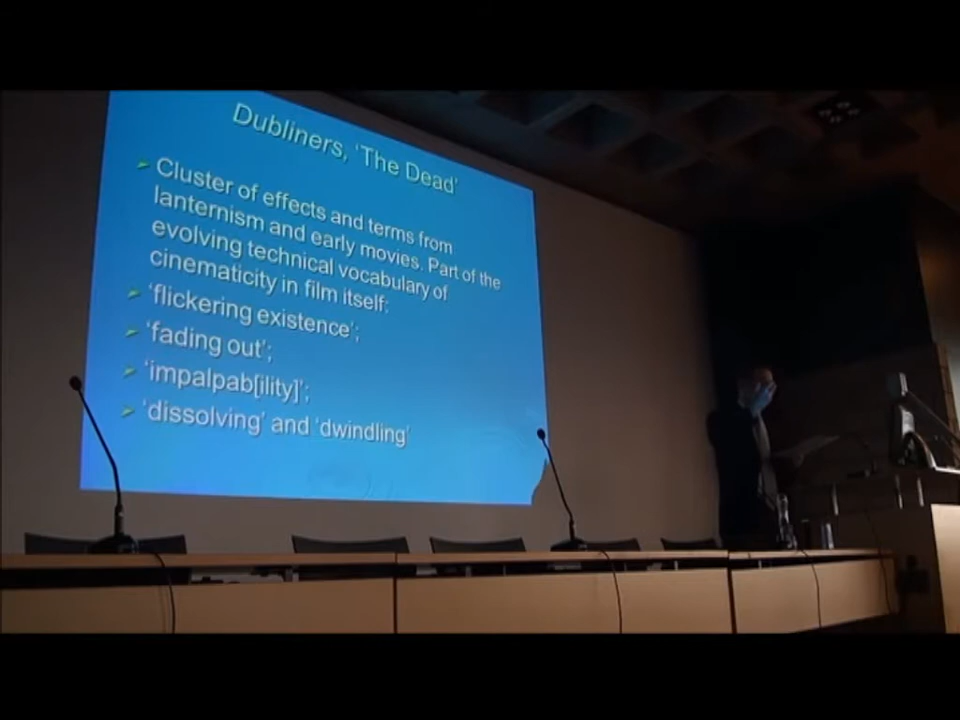 Dubliners, 'The Dead'
Cluster of effects and terms from
lanternism and early movies. Part of the
evolving technical vocabulary of
cinematicity in film itself:
'flickering existence';
'fading out';
'impalpab[ility]';
'dissolving' and 'dwindling'